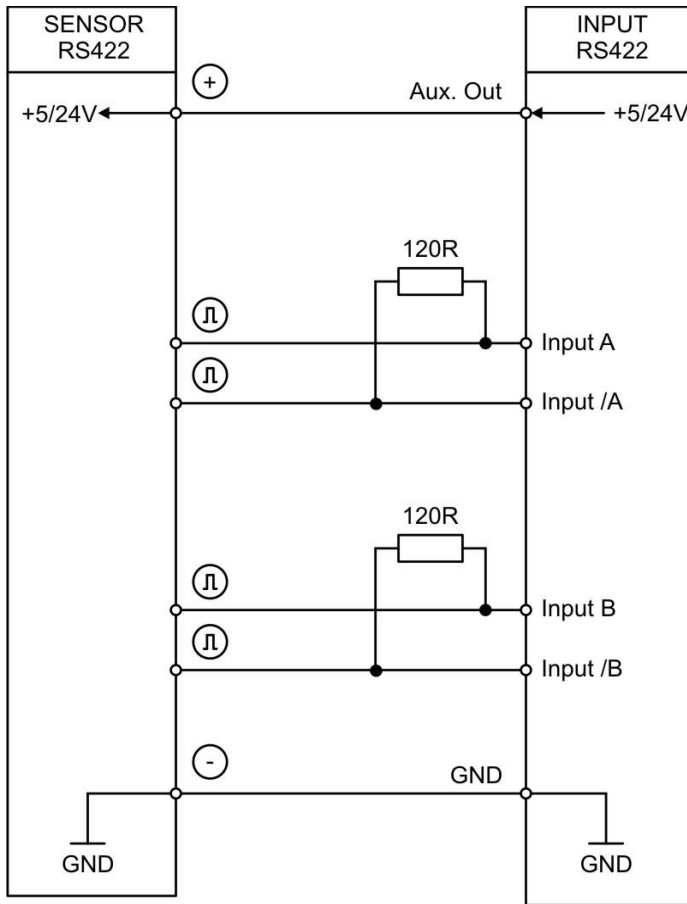 SENSOR
RS422
INPUT
RS422
+
Aux. Out
+5/24V
+5/24V
120R
Input A
Input /A
120R
Input B
Input /B
-
GND
GND
GND